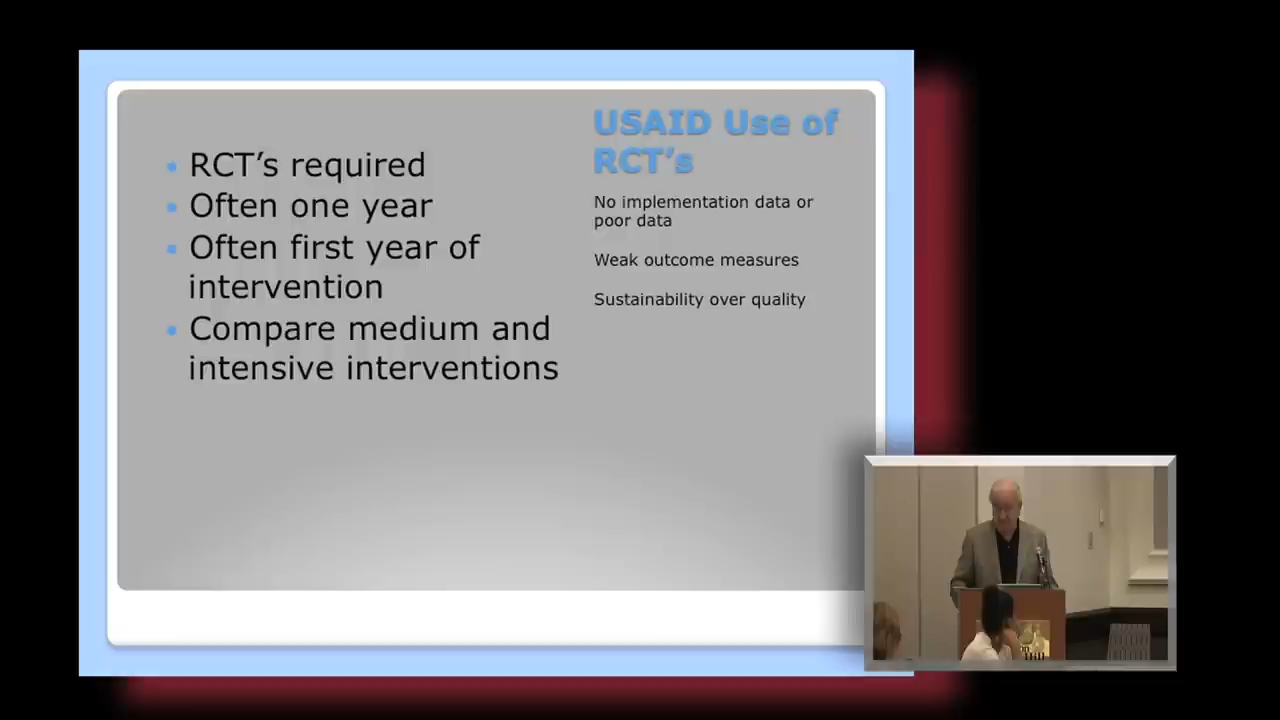 USAID Use of
RCT's
RCT's required
Often one year
Often first year of
intervention
Compare medium and
intensive interventions
No implementation data or
poor data
Weak outcome measures
Sustainability over quality